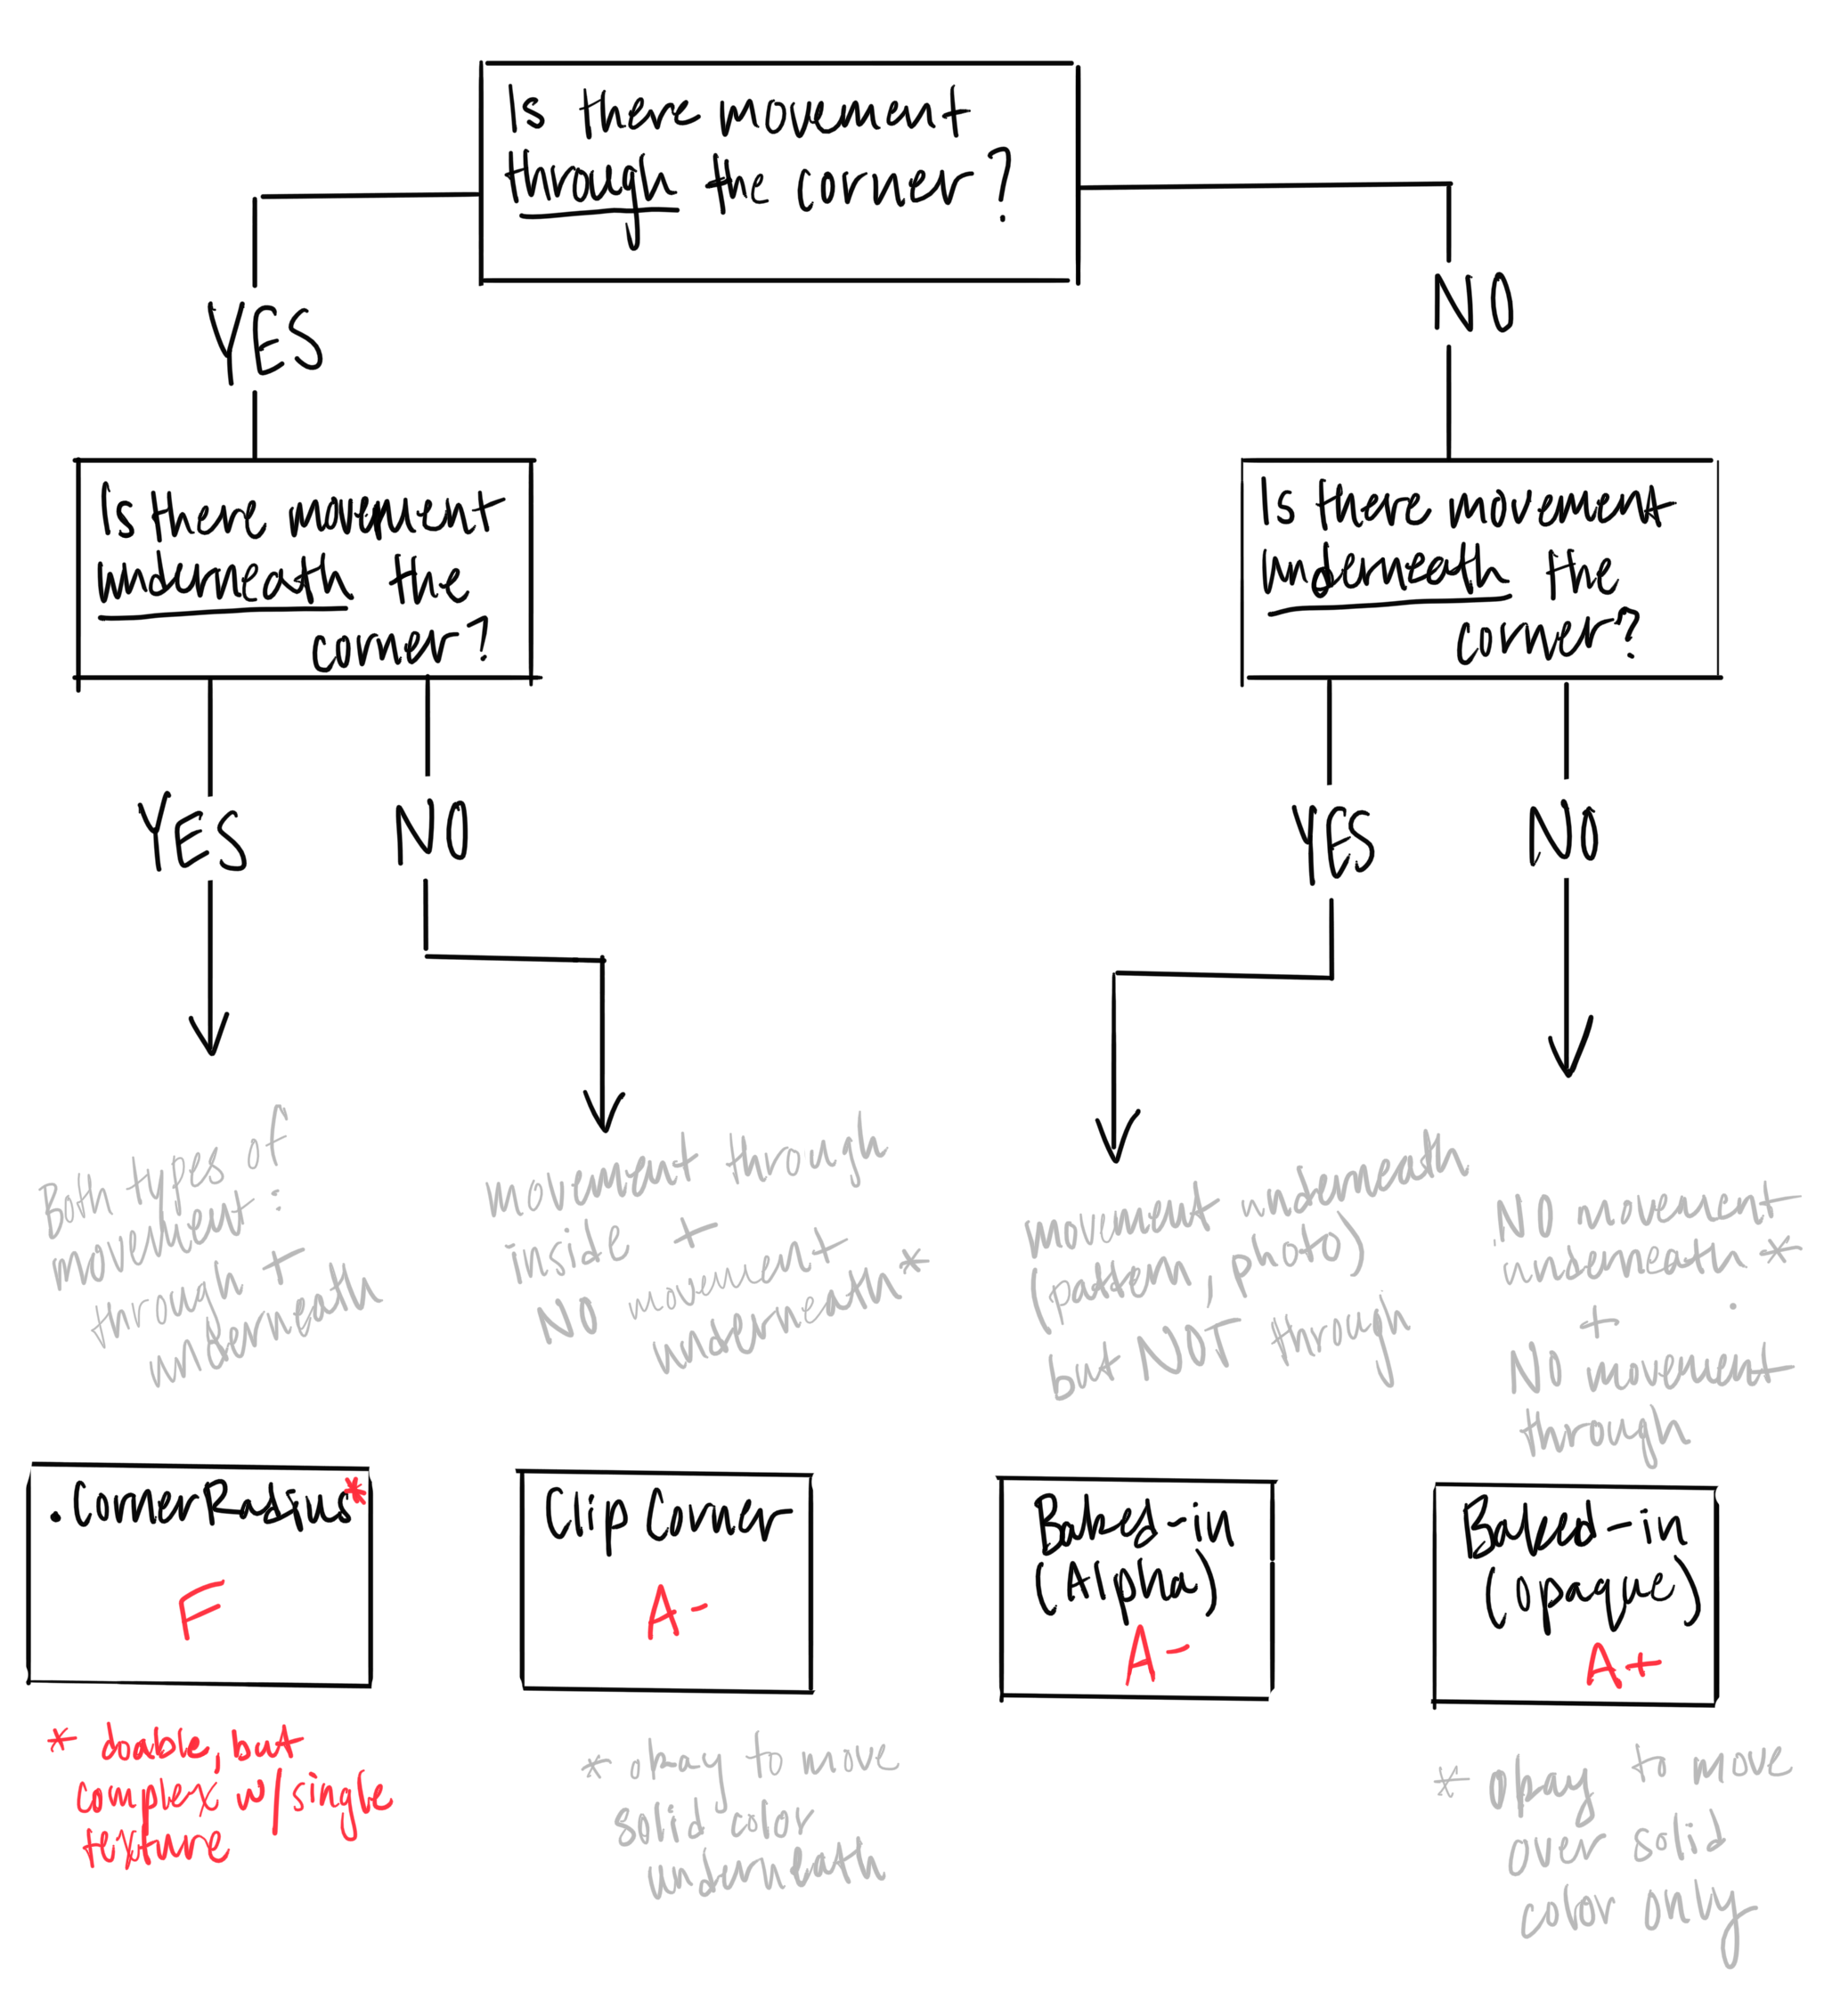 Is there movement
through the corner?
YES
NO
Is there movement
underneath the
corner?
Is there movement
underneath the
corner?
YES
NO
YES
NO
Both types of
movement:
through +
underneath
movement through
inside +
NO movement
underneath *
movement underneath
(pattern, photo)
but NOT through
NO movement
underneath *
+
NO movement
through
.CornerRadius*
F
Clip Corner
A-
Baked-in
(Alpha)
A-
Baked-in
(opaque)
A+
* doable, but
complex w/ single
texture
* okay to move
solid color
underneath
* okay to move
over solid
color only